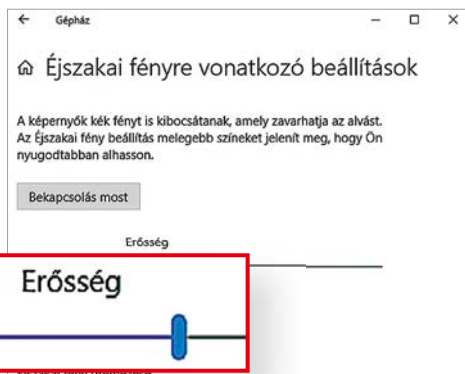 Gépház
Éjszakai fényre vonatkozó beállítások
A képernyők kék fényt is kibocsátanak, amely zavarhatja az alvást.
Az Éjszakai fény beállítás melegebb színeket jelenít meg, hogy Ön
nyugodtabban alhasson.
Bekapcsolás most
Erősség
Erősség